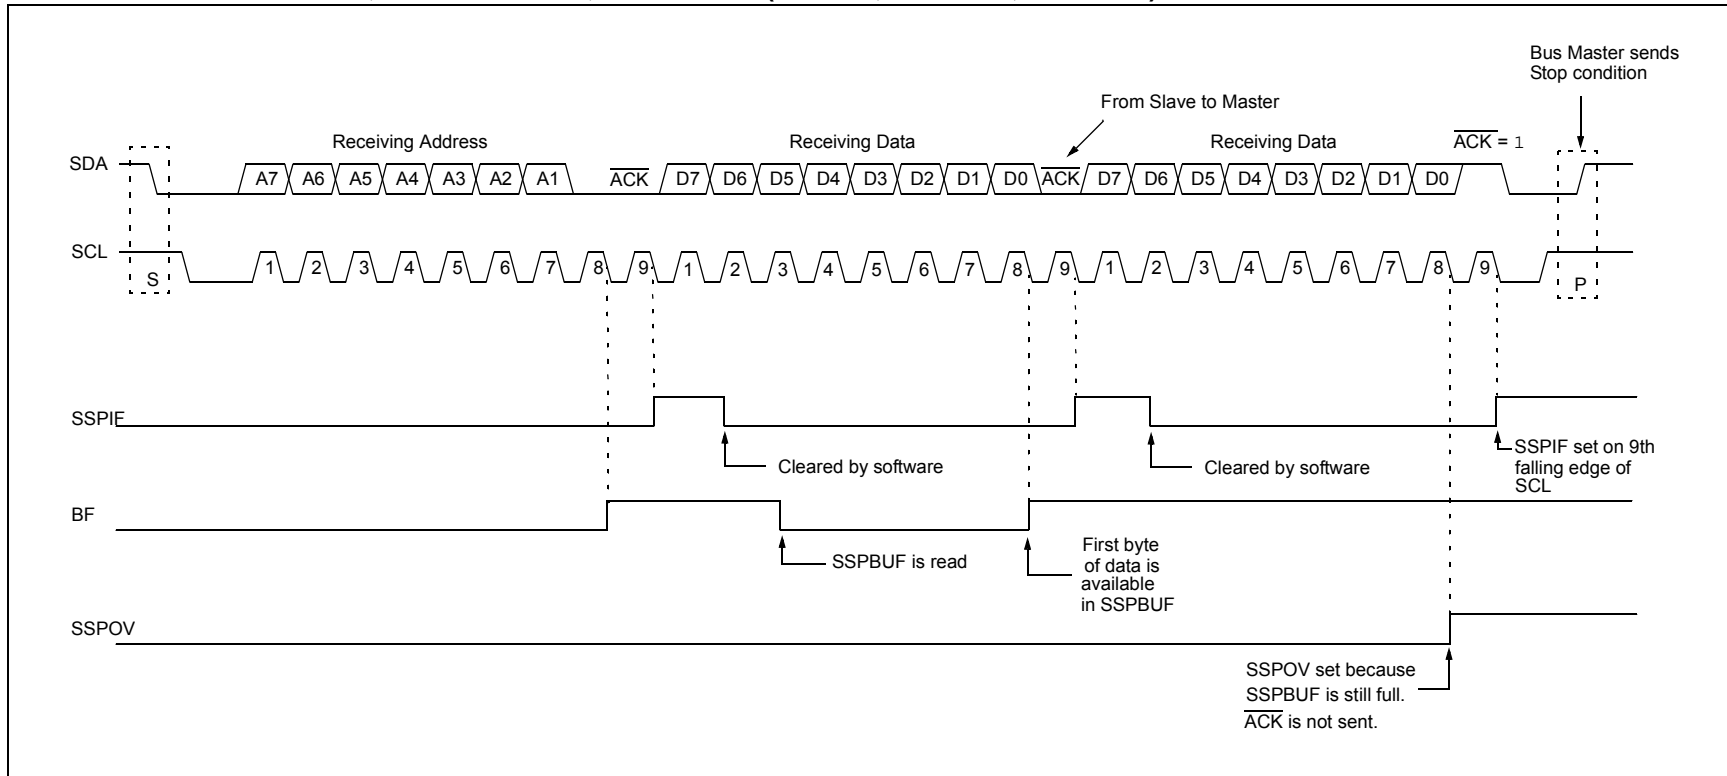 Bus Master sends
Stop condition
From Slave to Master
Receiving Address
Receiving Data
Receiving Data
ACK = 1
SDA
A7 A6 A5 A4 A3 A2 A1 ACK D7 D6 D5 D4 D3 D2 D1 D0 ACK D7 D6 D5 D4 D3 D2 D1 D0
SCL
S 1 2 3 4 5 6 7 8 9 1 2 3 4 5 6 7 8 9 1 2 3 4 5 6 7 8 9 P
SSPIF
Cleared by software
Cleared by software
SSPIF set on 9th
falling edge of
SCL
BF
SSPBUF is read
First byte
of data is
available
in SSPBUF
SSPOV
SSPOV set because
SSPBUF is still full.
ACK is not sent.